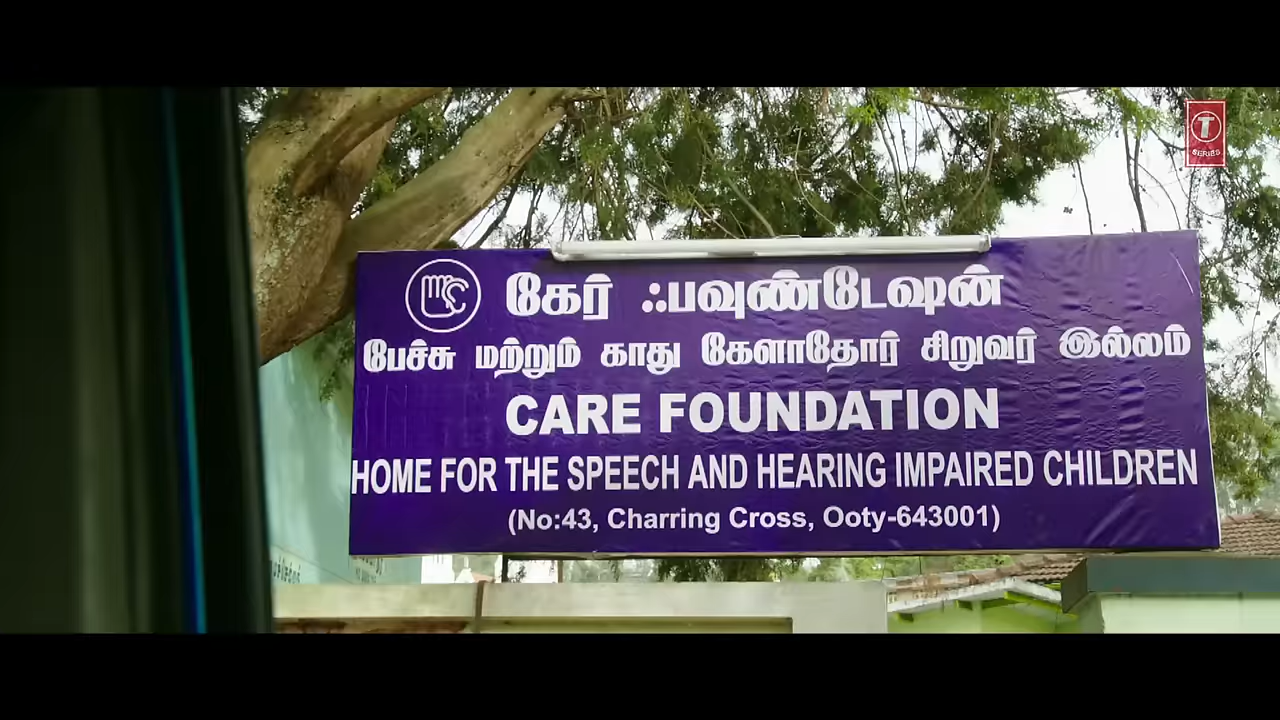 T
SERIES
கேர் ஃபவுண்டேஷன்
பேச்சு மற்றும் காது கேளாதோர் சிறுவர் இல்லம்
CARE FOUNDATION
HOME FOR THE SPEECH AND HEARING IMPAIRED CHILDREN
(No:43, Charring Cross, Ooty-643001)